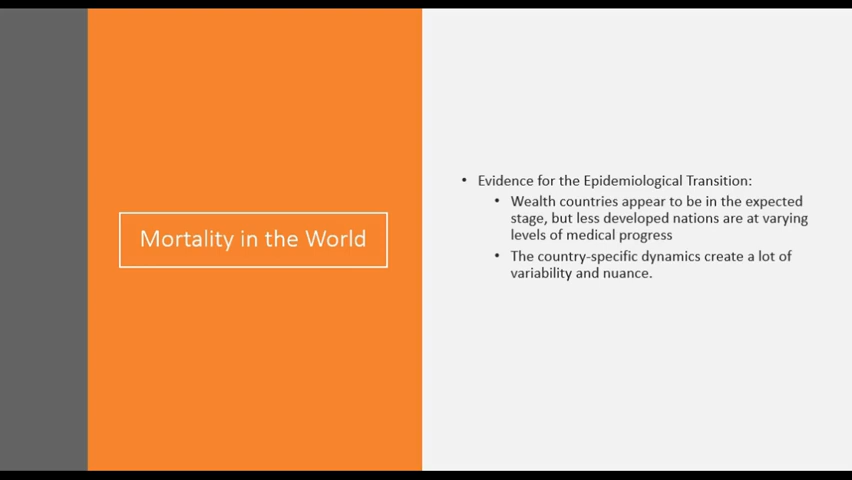 Mortality in the World
• Evidence for the Epidemiological Transition:
• Wealth countries appear to be in the expected
stage, but less developed nations are at varying
levels of medical progress
• The country-specific dynamics create a lot of
variability and nuance.